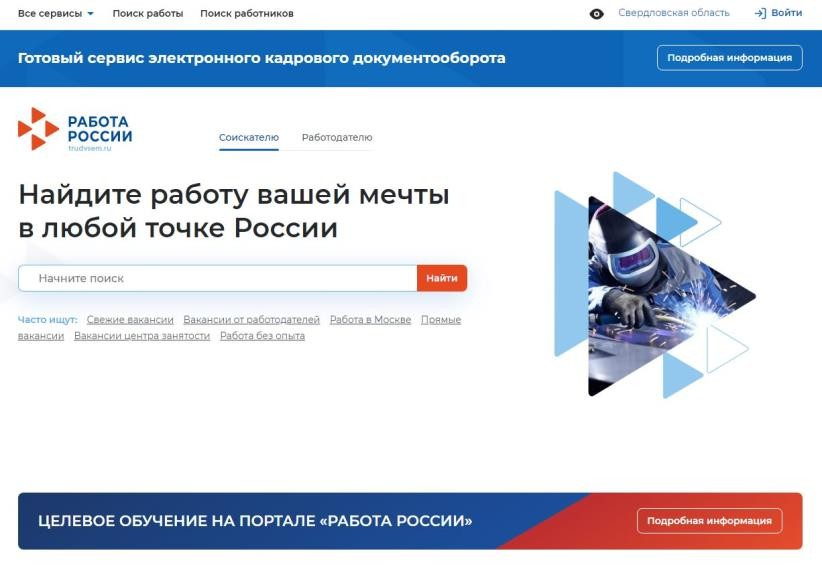 Все сервисы Поиск работы Поиск работников Свердловская область Войти
Готовый сервис электронного кадрового документооборота Подробная информация
РАБОТА
РОССИИ
trudvsem.ru
Соискателю Работодателю
Найдите работу вашей мечты
в любой точке России
Начните поиск Найти
Часто ищут: Свежие вакансии Вакансии от работодателей Работа в Москве Прямые
вакансии Вакансии центра занятости Работа без опыта
ЦЕЛЕВОЕ ОБУЧЕНИЕ НА ПОРТАЛЕ «РАБОТА РОССИИ» Подробная информация